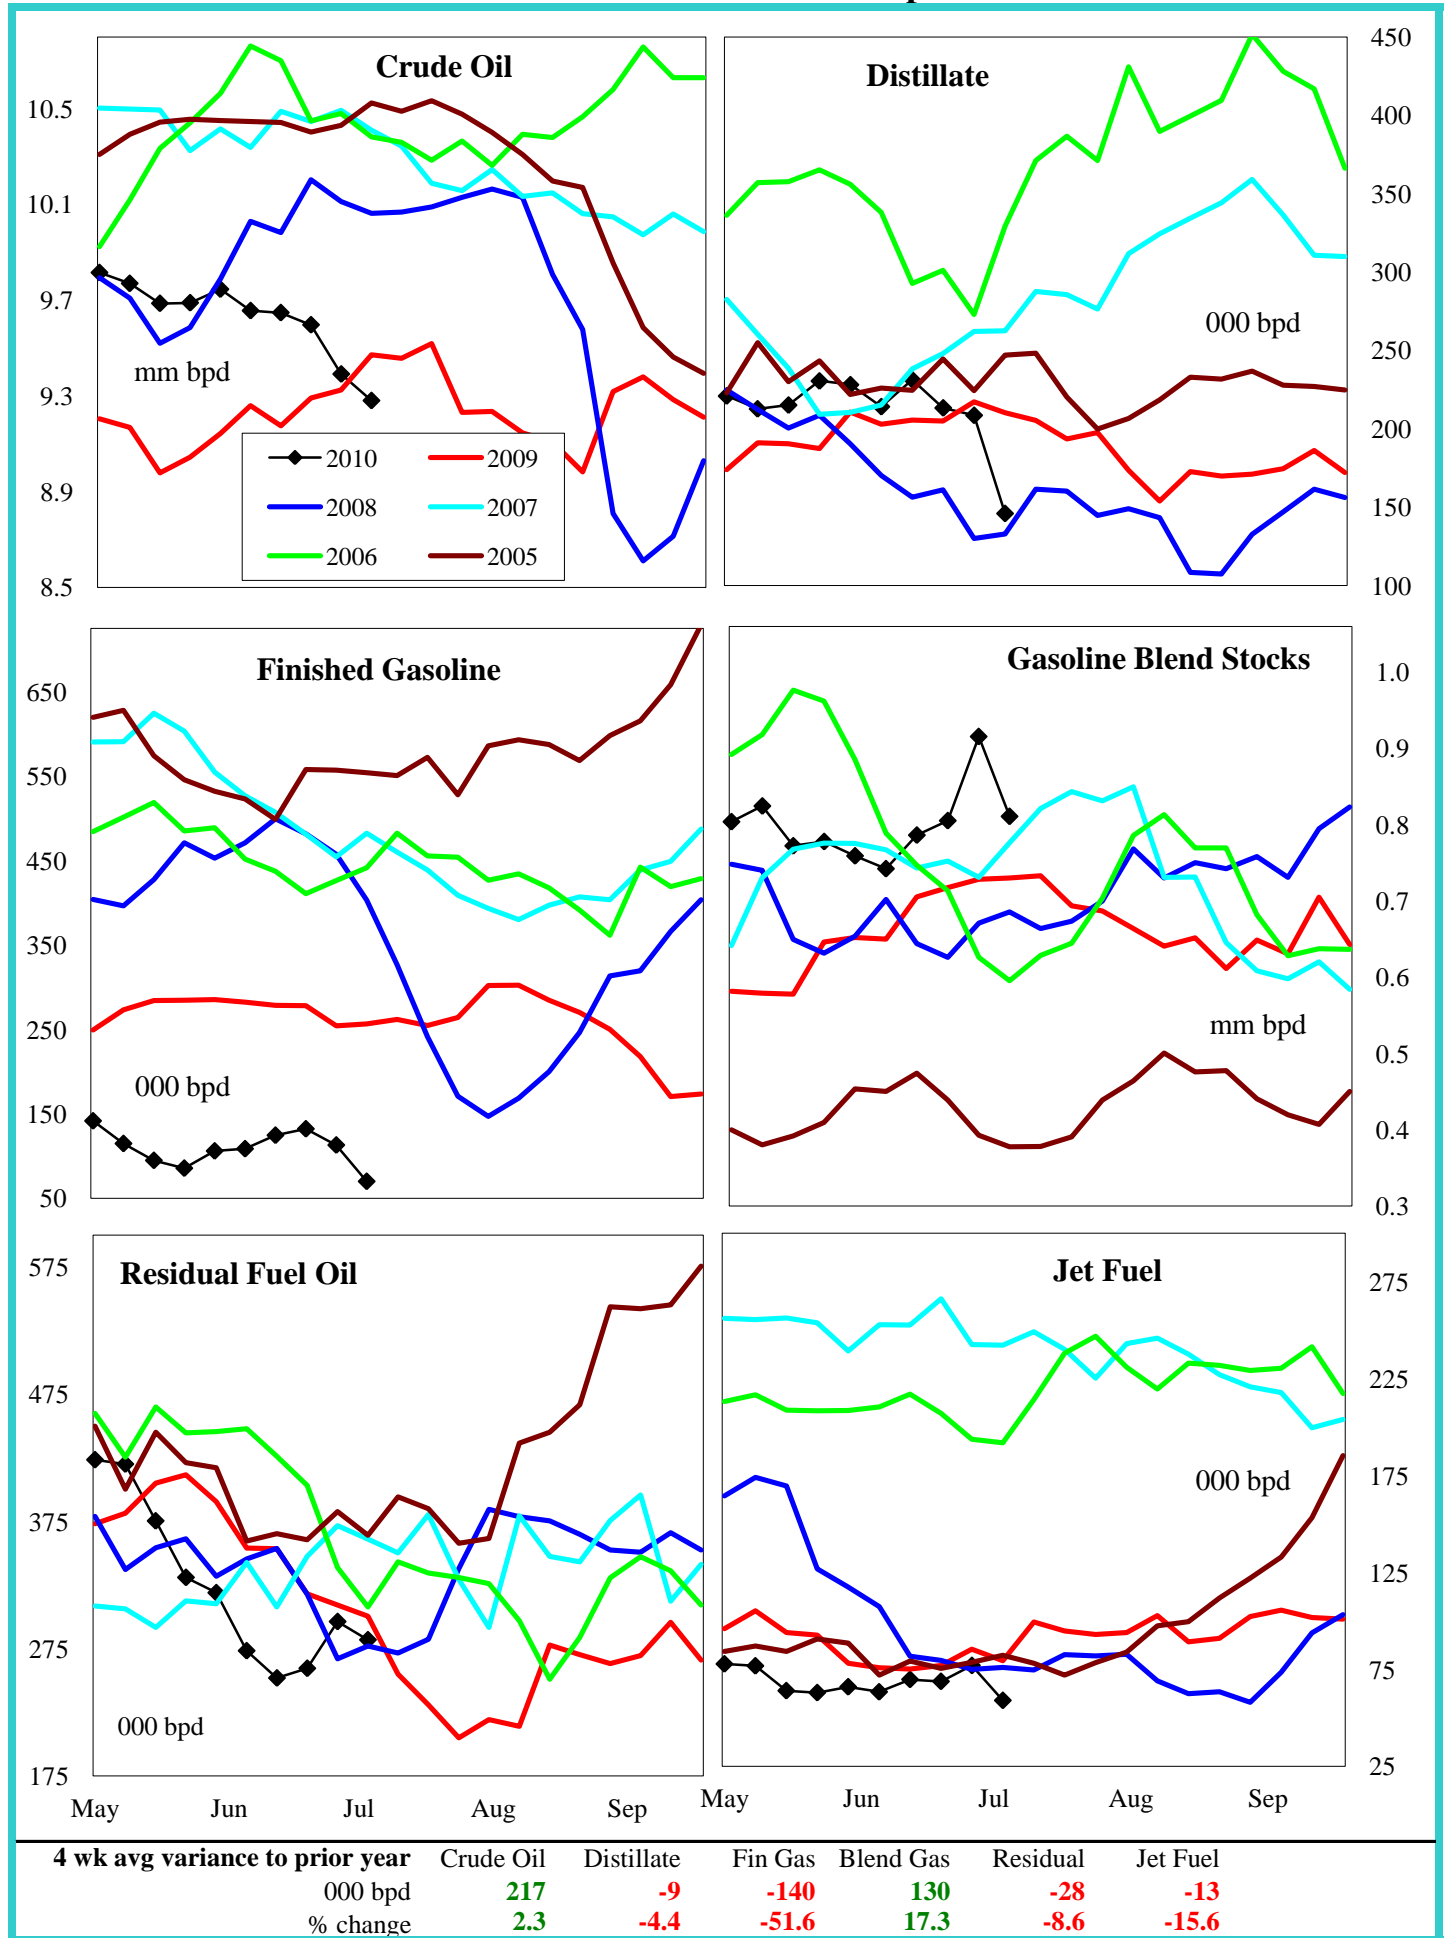 Crude Oil
10.5
10.1
9.7
9.3
8.9
8.5
mm bpd
2010 2009
2008 2007
2006 2005
Distillate
450
400
350
300
250
200
150
100
000 bpd
Finished Gasoline
650
550
450
350
250
150
50
000 bpd
Gasoline Blend Stocks
1.0
0.9
0.8
0.7
0.6
0.5
0.4
0.3
mm bpd
Residual Fuel Oil
575
475
375
275
175
000 bpd
May Jun Jul Aug Sep
Jet Fuel
275
225
175
125
75
25
000 bpd
May Jun Jul Aug Sep
4 wk avg variance to prior year Crude Oil Distillate Fin Gas Blend Gas Residual Jet Fuel
000 bpd 217 -9 -140 130 -28 -13
% change 2.3 -4.4 -51.6 17.3 -8.6 -15.6